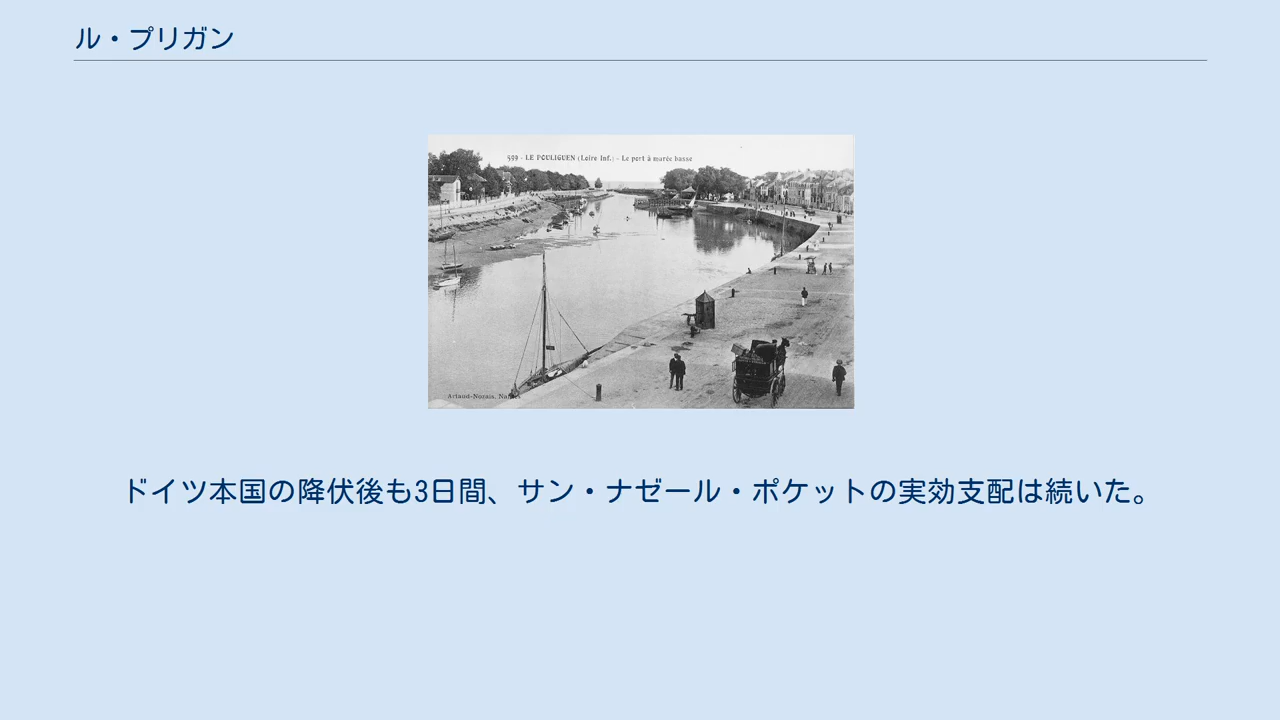 ル・プリガン
599 - LE POULIGUEN (Loire Inf.) - Le port à marée basse
Artaud-Nozais, Nantes
ドイツ本国の降伏後も3日間、サン・ナゼール・ポケットの実効支配は続いた。